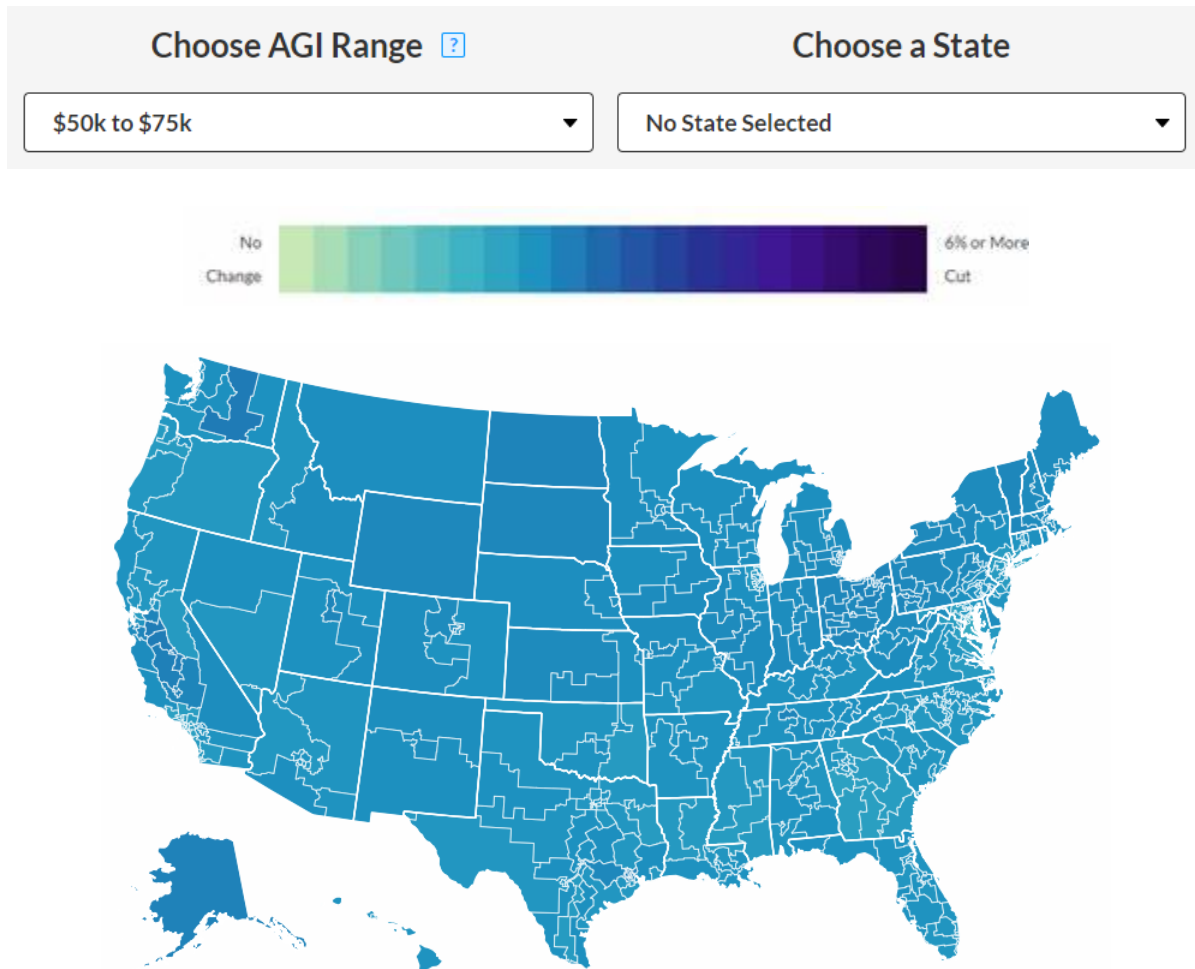 Choose AGI Range ?
Choose a State
$50k to $75k
No State Selected
No
Change
6% or More
Cut